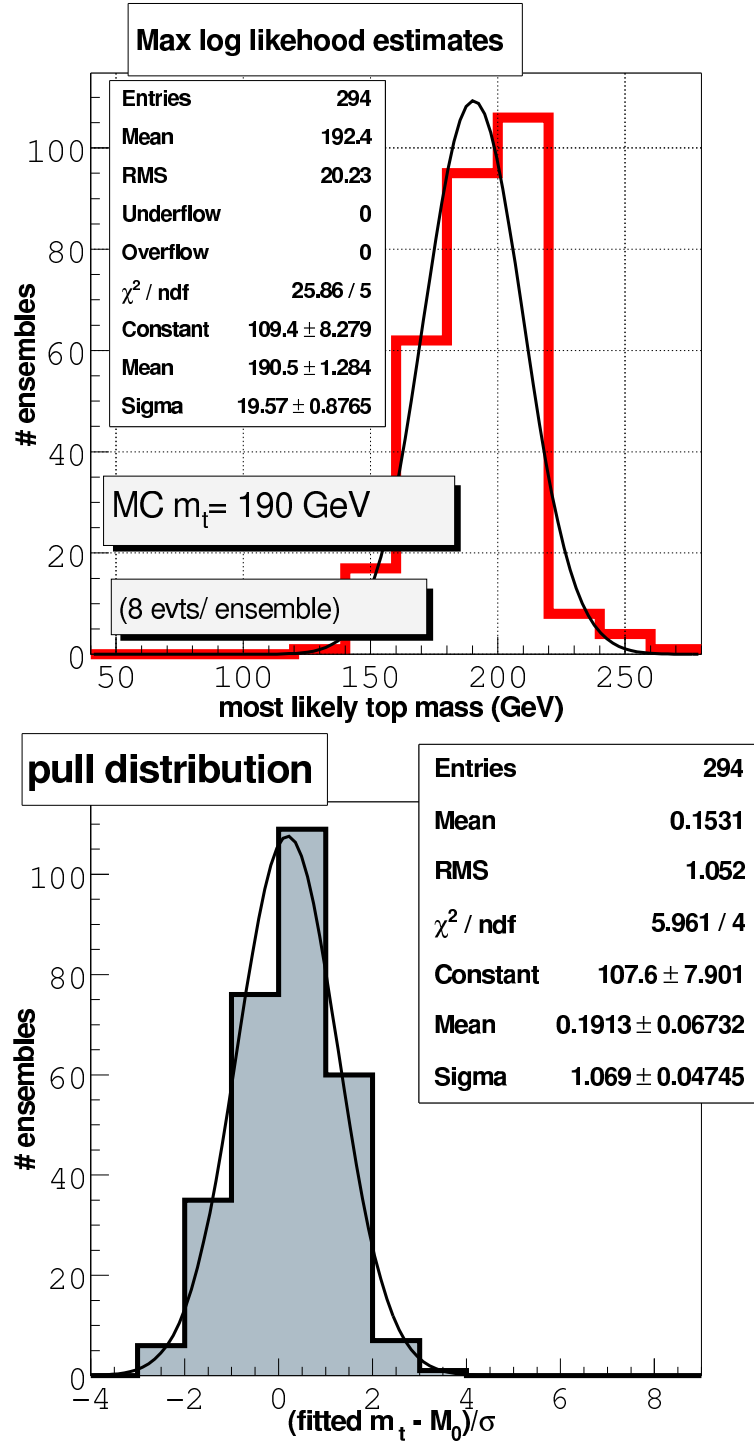 Max log likehood estimates
Entries 294
Mean 192.4
RMS 20.23
Underflow 0
Overflow 0
χ² / ndf 25.86 / 5
Constant 109.4 ± 8.279
Mean 190.5 ± 1.284
Sigma 19.57 ± 0.8765
MC mt= 190 GeV
(8 evts/ ensemble)
# ensembles
100
80
60
40
20
0
50 100 150 200 250
most likely top mass (GeV)
pull distribution
Entries 294
Mean 0.1531
RMS 1.052
χ² / ndf 5.961 / 4
Constant 107.6 ± 7.901
Mean 0.1913 ± 0.06732
Sigma 1.069 ± 0.04745
# ensembles
100
80
60
40
20
0
−4 −2 0 2 4 6 8
(fitted m t - M0)/σ